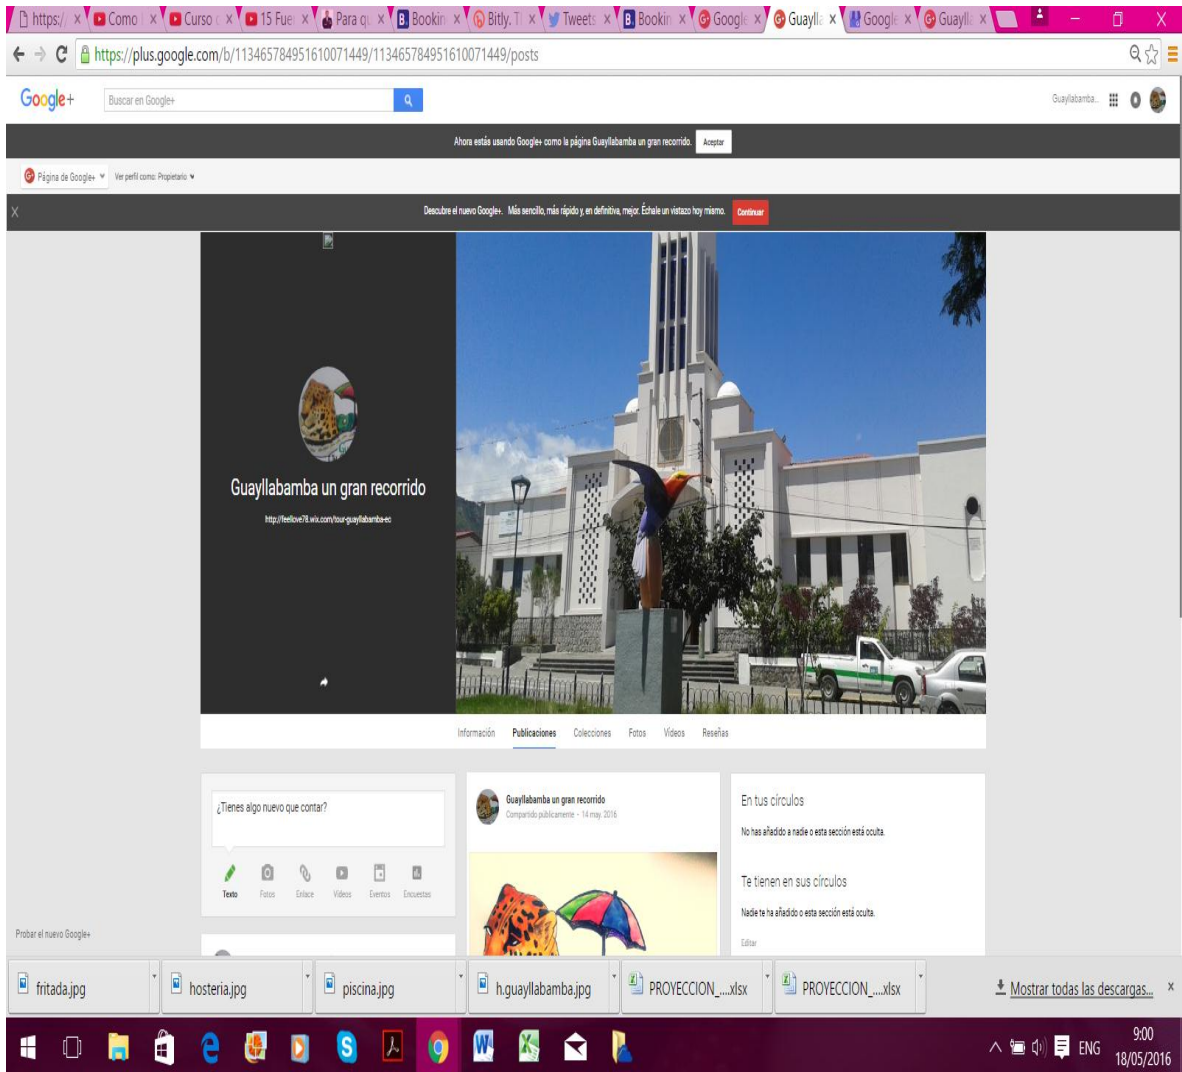 https://
Como
Curso
15 Fue
Para qu
Bookin
Bitly. T
Tweets
Bookin
Google
Guaylla
Google
Guaylla
https://plus.google.com/b/113465784951610071449/113465784951610071449/posts
Google+
Buscar en Google+
Guayllabamba...
Ahora estás usando Google+ como la página Guayllabamba un gran recorrido. Aceptar
Página de Google+ Ver perfil como: Propietario
X Descubre el nuevo Google+. Más sencillo, más rápido y, en definitiva, mejor. Échale un vistazo hoy mismo. Continuar
Guayllabamba un gran recorrido
http://feellove78.wix.com/tour-guayllabamba-ec
Información Publicaciones Colecciones Fotos Vídeos Reseñas
¿Tienes algo nuevo que contar?
Texto Fotos Enlace Vídeos Eventos Encuestas
Guayllabamba un gran recorrido
Compartido públicamente - 14 may. 2016
En tus círculos
No has añadido a nadie o esta sección está oculta.
Te tienen en sus círculos
Nadie te ha añadido o esta sección está oculta.
Editar
Probar el nuevo Google+
fritada.jpg
hosteria.jpg
piscina.jpg
h.guayllabamba.jpg
PROYECCION_....xlsx
PROYECCION_....xlsx
Mostrar todas las descargas...
ENG
9:00
18/05/2016